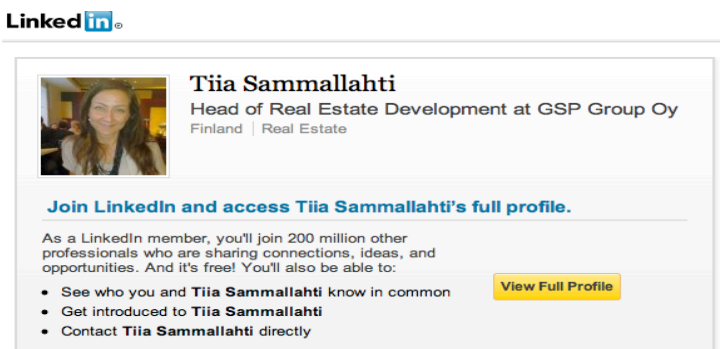 Linked in®
Tiia Sammallahti
Head of Real Estate Development at GSP Group Oy
Finland | Real Estate
Join LinkedIn and access Tiia Sammallahti's full profile.
As a LinkedIn member, you'll join 200 million other
professionals who are sharing connections, ideas, and
opportunities. And it's free! You'll also be able to:
• See who you and Tiia Sammallahti know in common
• Get introduced to Tiia Sammallahti
• Contact Tiia Sammallahti directly
View Full Profile